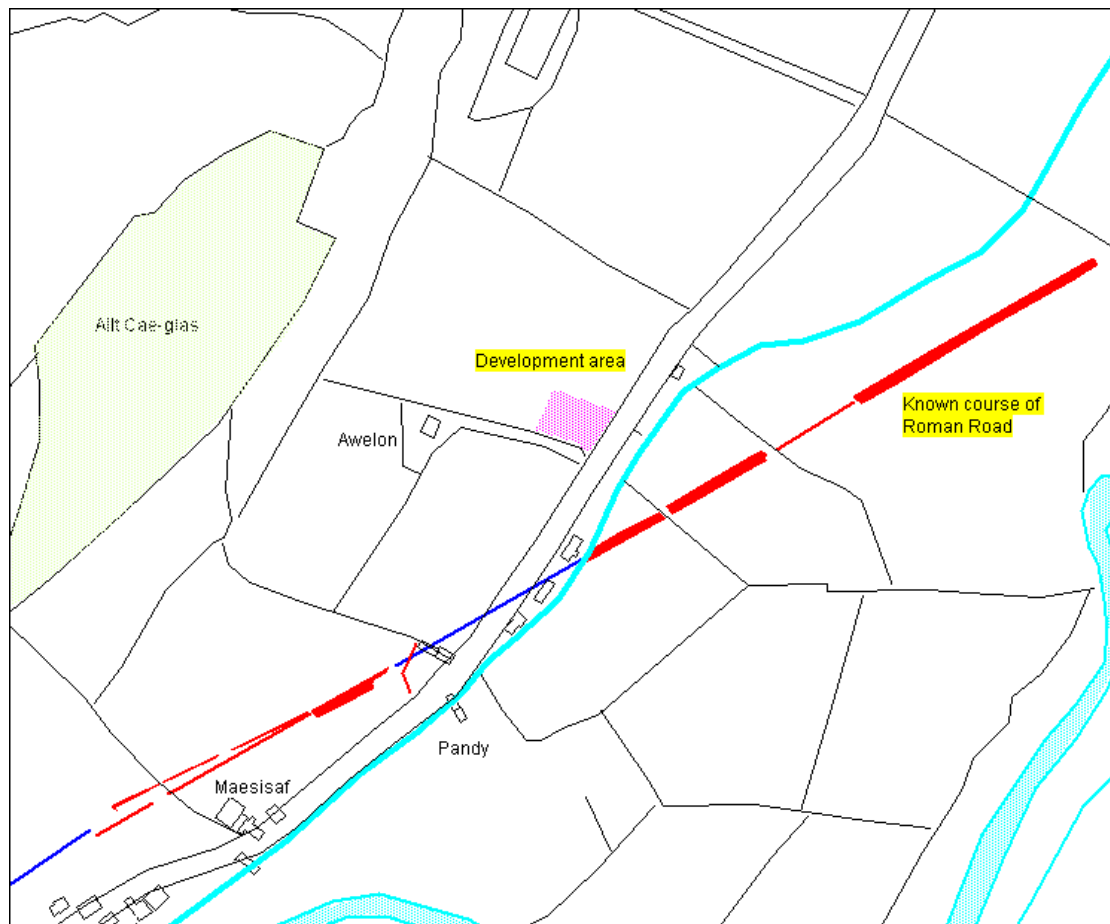 Allt Cae-glas
Development area
Awelon
Known course of
Roman Road
Pandy
Maesisaf